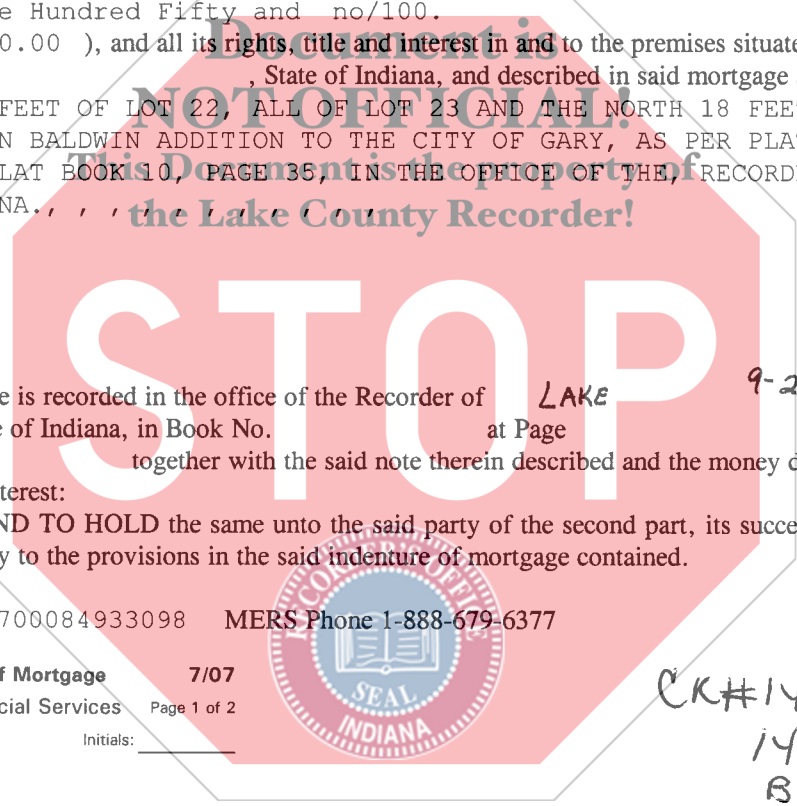 e Hundred Fifty and no/100.
Document is
0.00 ), and all its rights, title and interest in and to the premises situate
, State of Indiana, and described in said mortgage
NOT OFFICIAL!
FEET OF LOT 22, ALL OF LOT 23 AND THE NORTH 18 FEET
N BALDWIN ADDITION TO THE CITY OF GARY, AS PER PLAT
This Document is the property of
LAT BOOK 10, PAGE 35, IN THE OFFICE OF THE, RECORDE
the Lake County Recorder!
NA., , , , , , , , , , ,
STOP
9-2
e is recorded in the office of the Recorder of LAKE
e of Indiana, in Book No. at Page
together with the said note therein described and the money d
terest:
ND TO HOLD the same unto the said party of the second part, its succe
y to the provisions in the said indenture of mortgage contained.
700084933098 MERS Phone 1-888-679-6377
RECORDER OFFICE
SEAL
INDIANA
f Mortgage 7/07
cial Services Page 1 of 2
Initials:
CK#14
14
B